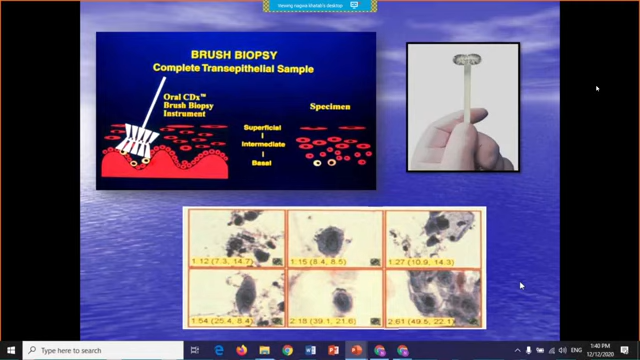 Viewing nagwa khelafi's desktop
BRUSH BIOPSY
Complete Transepithelial Sample
Oral CDx™
Brush Biopsy
Instrument
Specimen
Superficial
Intermediate
Basal
1:12 (7.3, 14.7)
1:15 (8.4, 8.5)
1:27 (10.9, 14.3)
1:54 (25.4, 8.4)
2:18 (39.1, 21.6)
2:61 (49.5, 22.1)
Type here to search
ENG
1:40 PM
12/12/2020